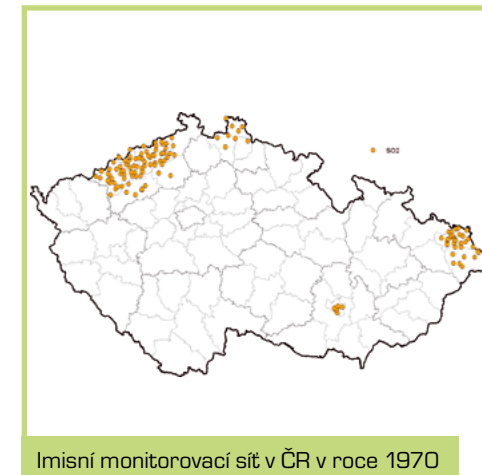 SO2
Imisní monitorovací síť v ČR v roce 1970